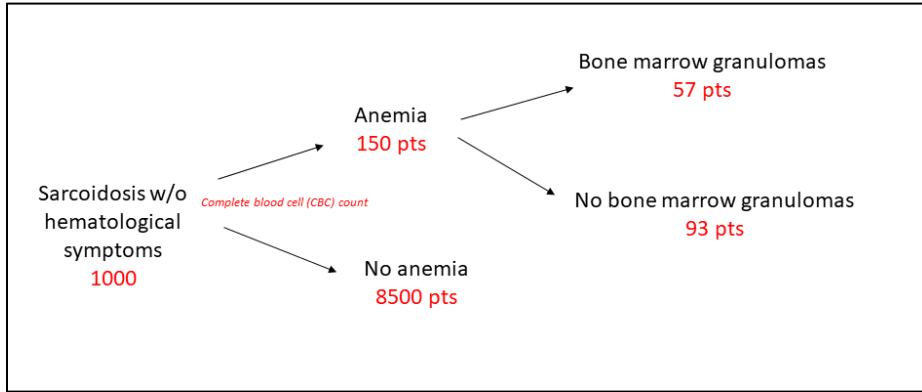 Bone marrow granulomas
57 pts
Anemia
150 pts
Sarcoidosis w/o
hematological
symptoms
1000
Complete blood cell (CBC) count
No bone marrow granulomas
93 pts
No anemia
8500 pts